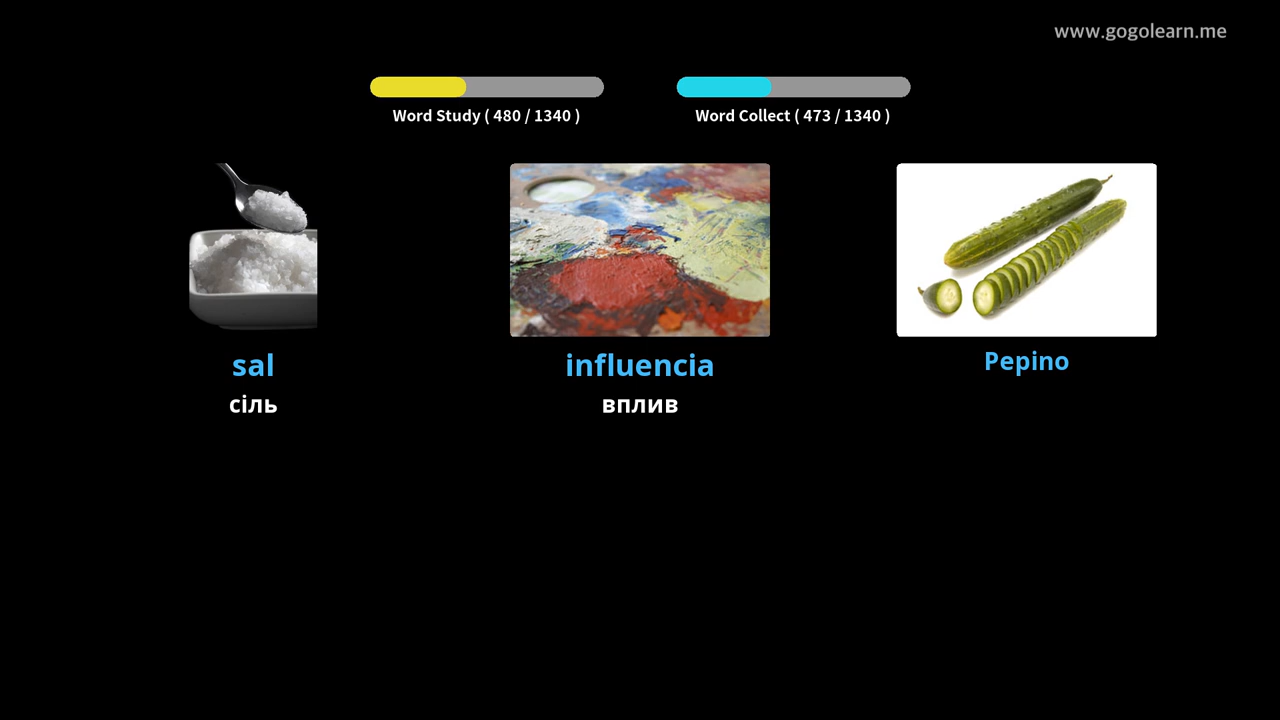 www.gogolearn.me
Word Study ( 480 / 1340 )
Word Collect ( 473 / 1340 )
sal
сіль
influencia
вплив
Pepino